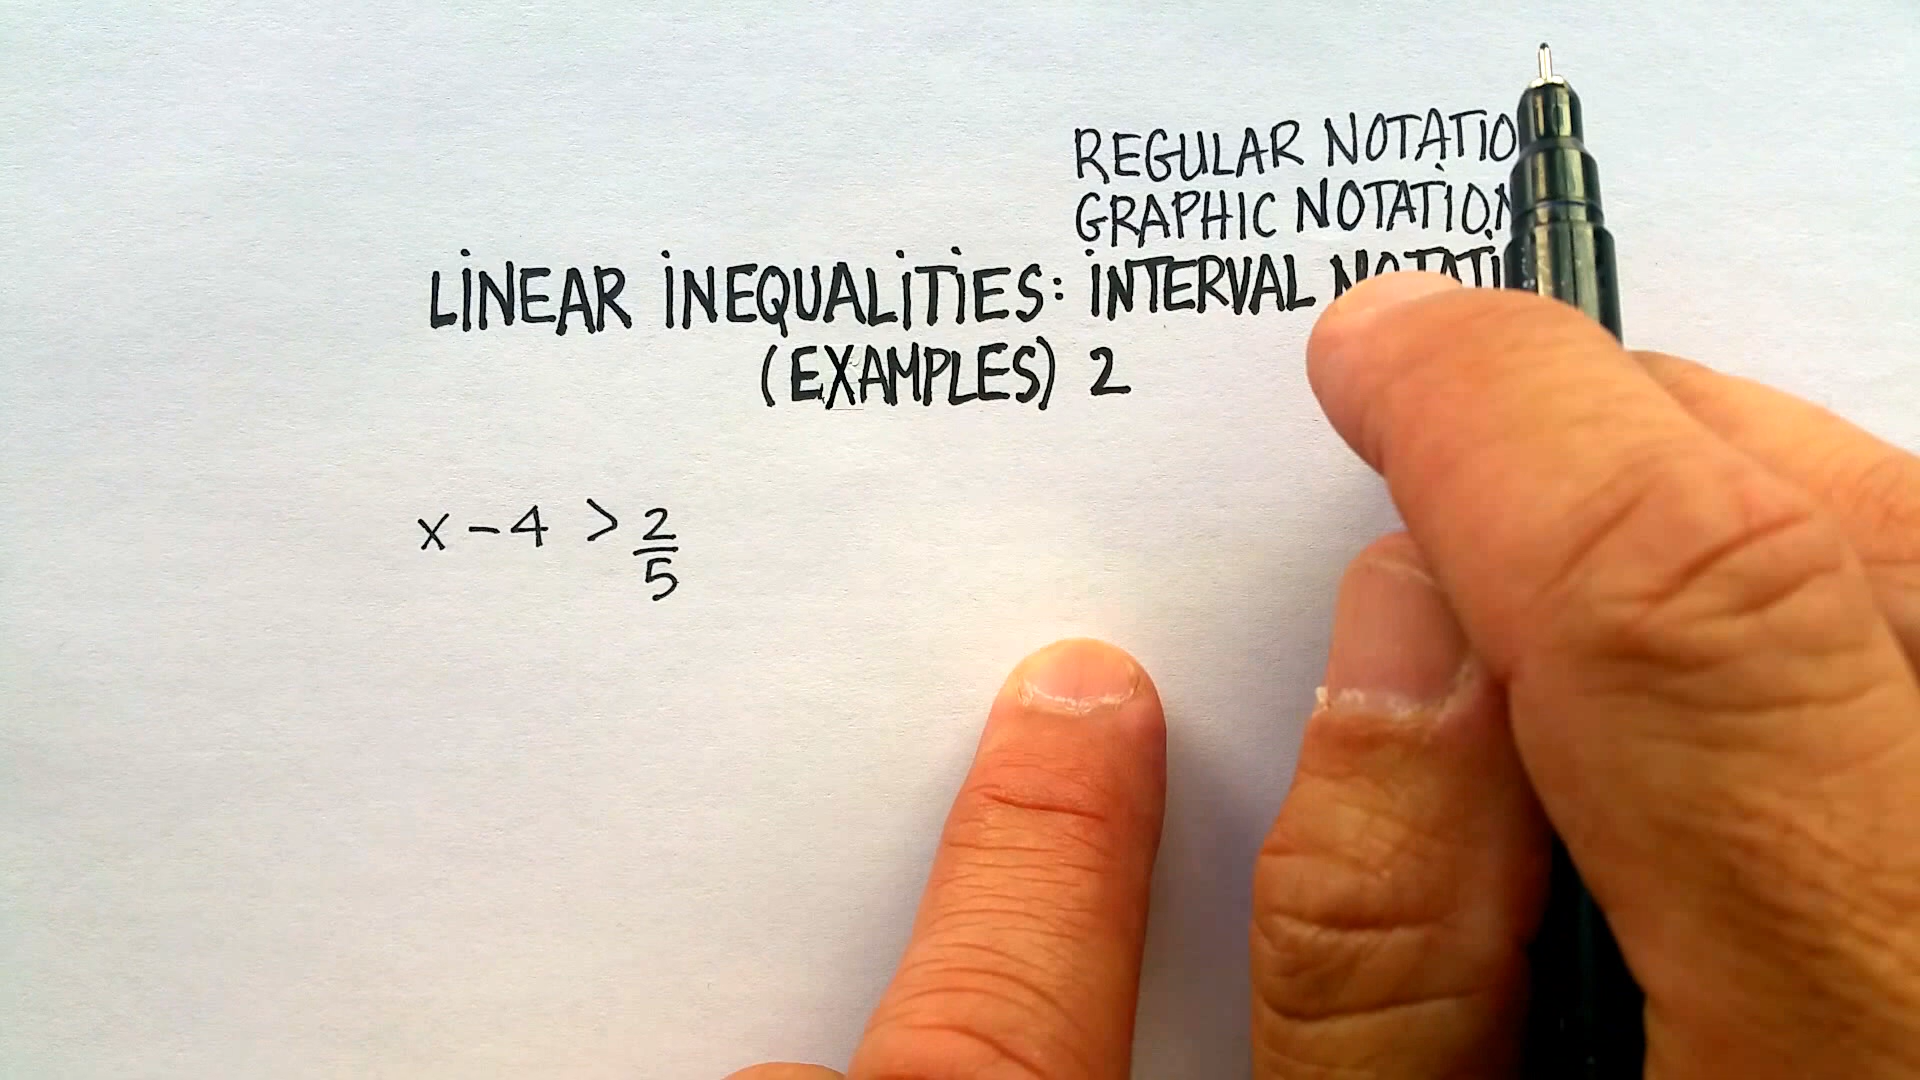 REGULAR NOTATIO
GRAPHIC NOTATION
LINEAR INEQUALITIES: INTERVAL
(EXAMPLES) 2
x - 4 > 2/5